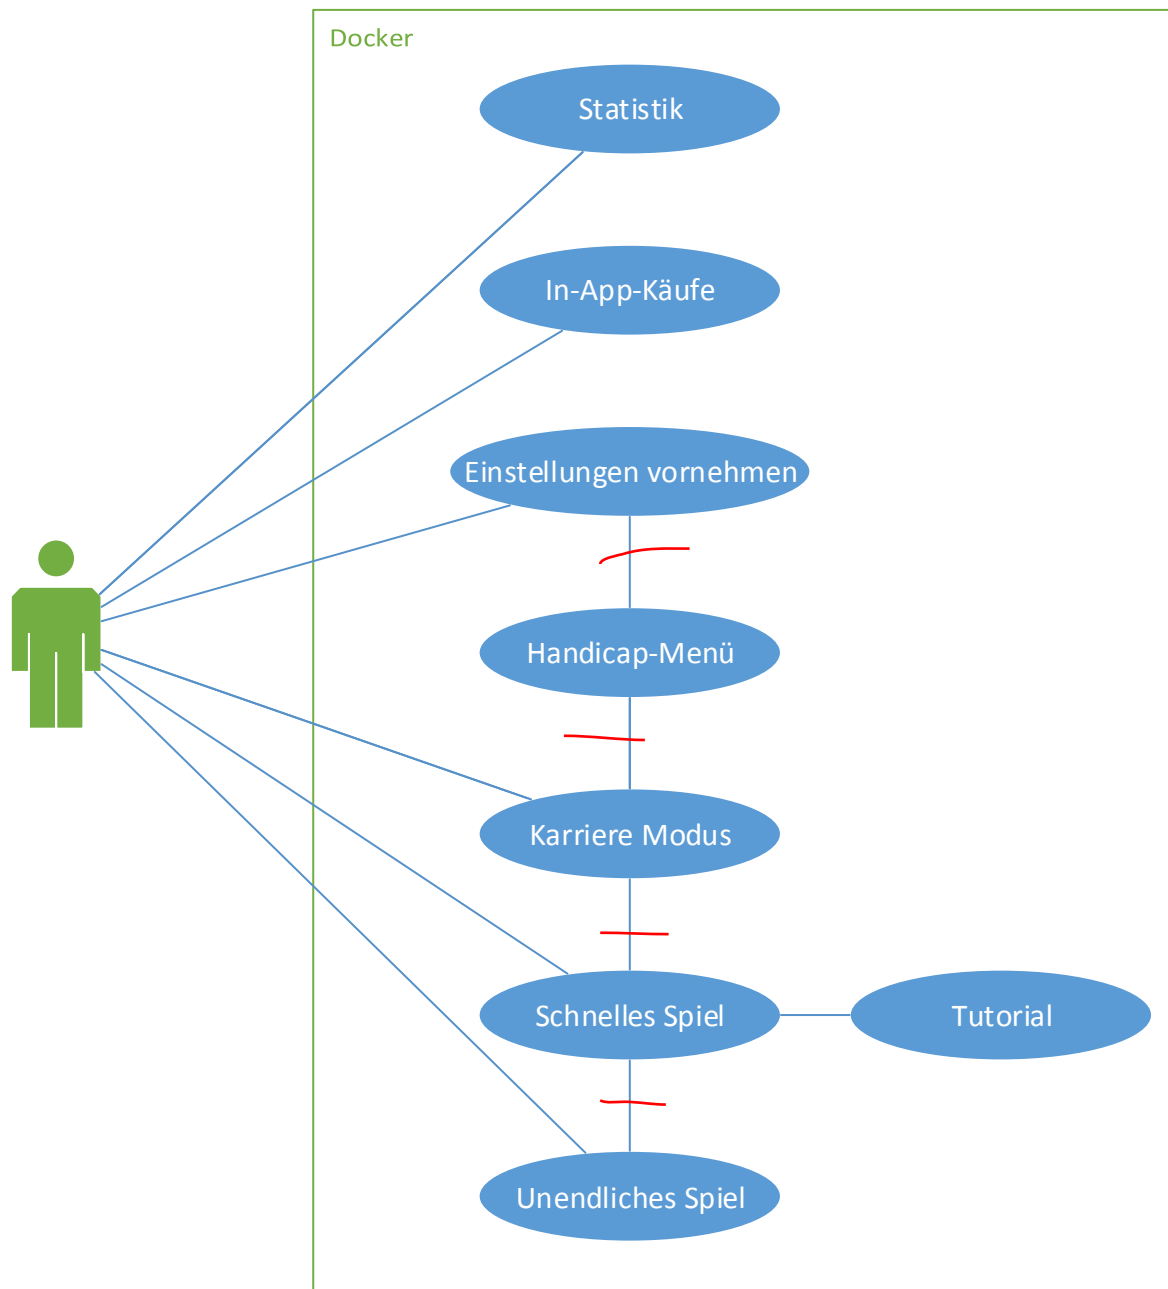 Docker
Statistik
In-App-Käufe
Einstellungen vornehmen
Handicap-Menü
Karriere Modus
Schnelles Spiel
Tutorial
Unendliches Spiel